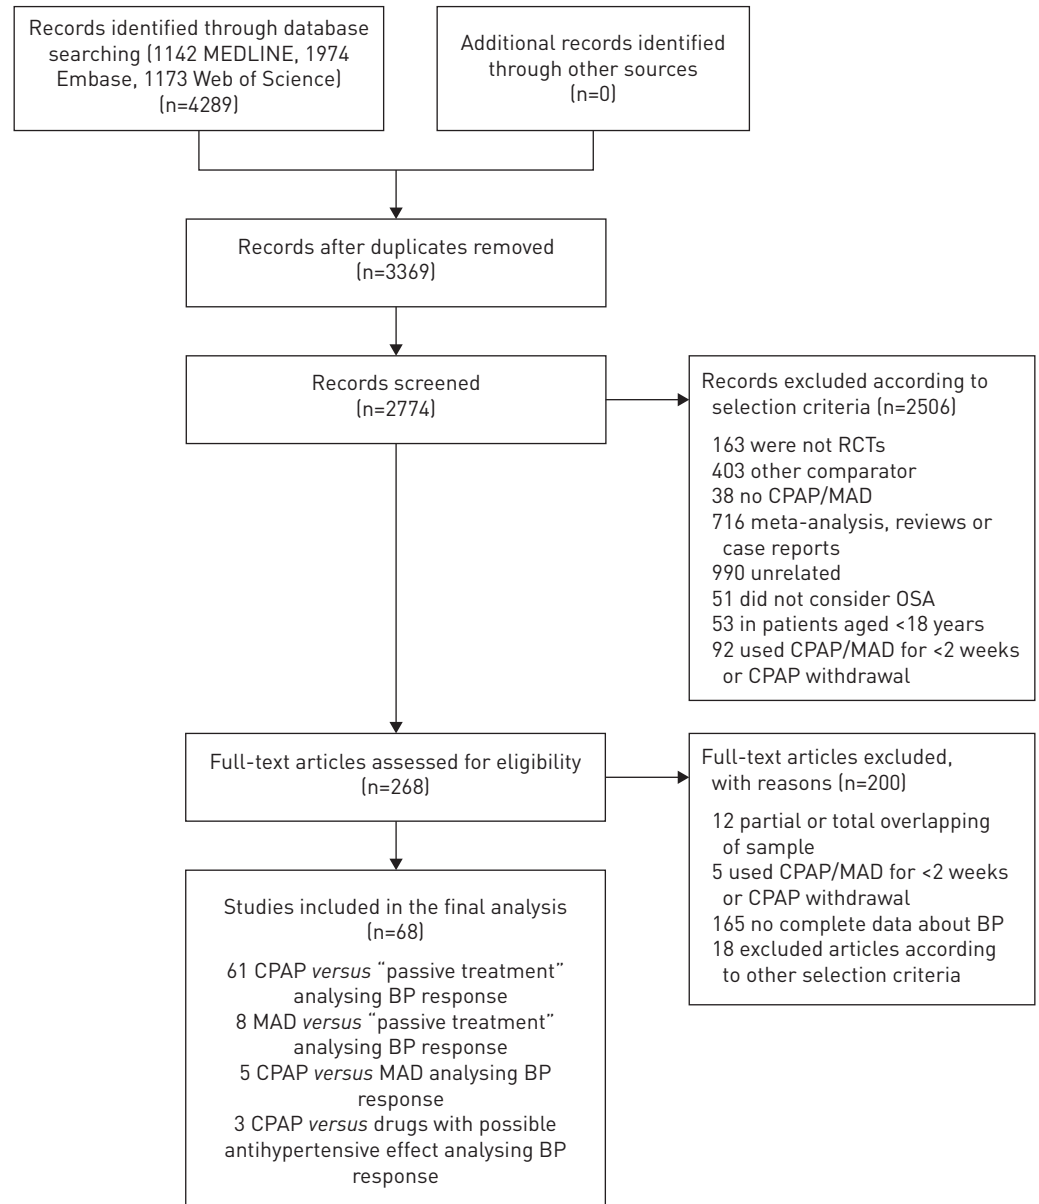 Records identified through database
searching (1142 MEDLINE, 1974
Embase, 1173 Web of Science)
(n=4289)
Additional records identified
through other sources
(n=0)
Records after duplicates removed
(n=3369)
Records screened
(n=2774)
Records excluded according to
selection criteria (n=2506)
163 were not RCTs
403 other comparator
38 no CPAP/MAD
716 meta-analysis, reviews or
case reports
990 unrelated
51 did not consider OSA
53 in patients aged <18 years
92 used CPAP/MAD for <2 weeks
or CPAP withdrawal
Full-text articles assessed for eligibility
(n=268)
Full-text articles excluded,
with reasons (n=200)
12 partial or total overlapping
of sample
5 used CPAP/MAD for <2 weeks
or CPAP withdrawal
165 no complete data about BP
18 excluded articles according
to other selection criteria
Studies included in the final analysis
(n=68)
61 CPAP versus “passive treatment”
analysing BP response
8 MAD versus “passive treatment”
analysing BP response
5 CPAP versus MAD analysing BP
response
3 CPAP versus drugs with possible
antihypertensive effect analysing BP
response